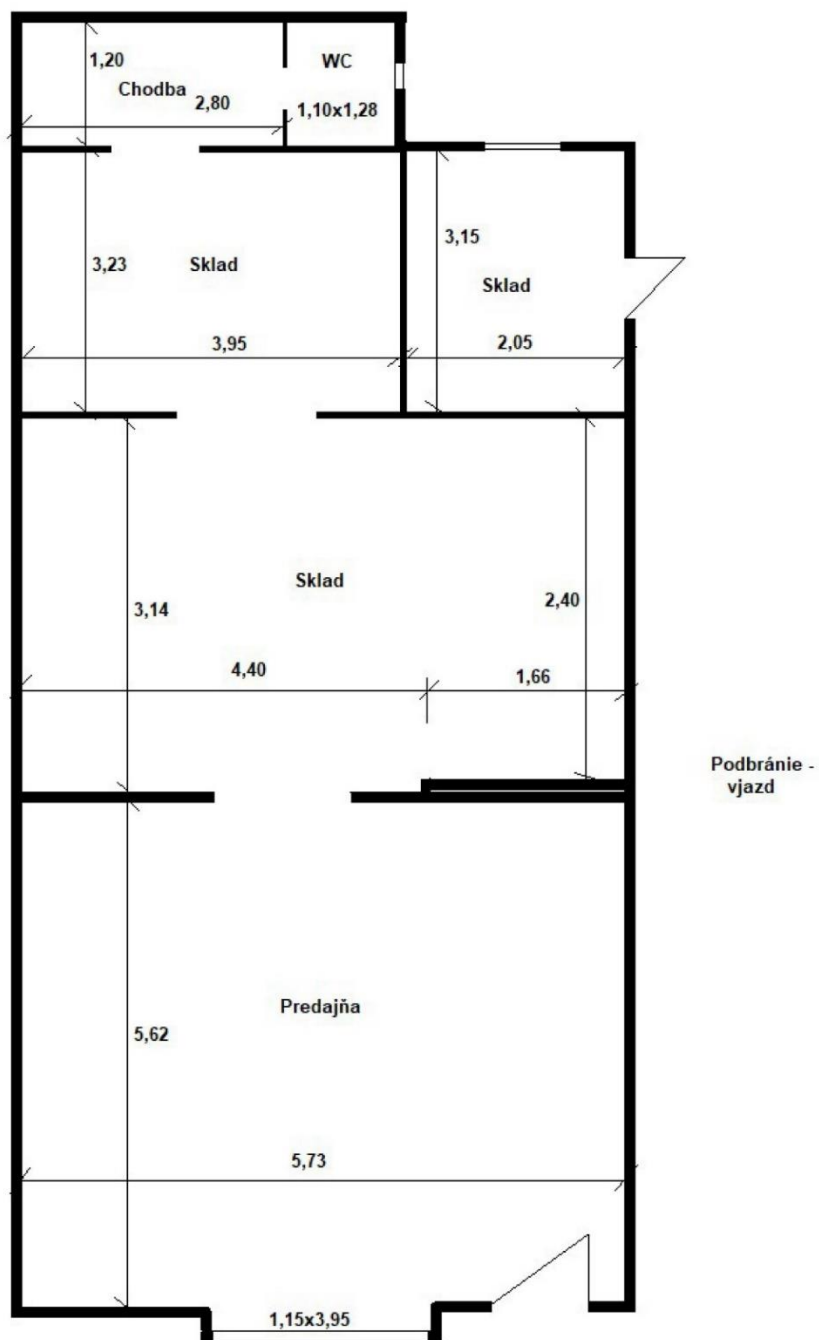 1,20
WC
Chodba
2,80
1,10x1,28
3,15
3,23
Sklad
Sklad
3,95
2,05
Sklad
2,40
3,14
4,40
1,66
Podbránie -
vjazd
Predajňa
5,62
5,73
1,15x3,95